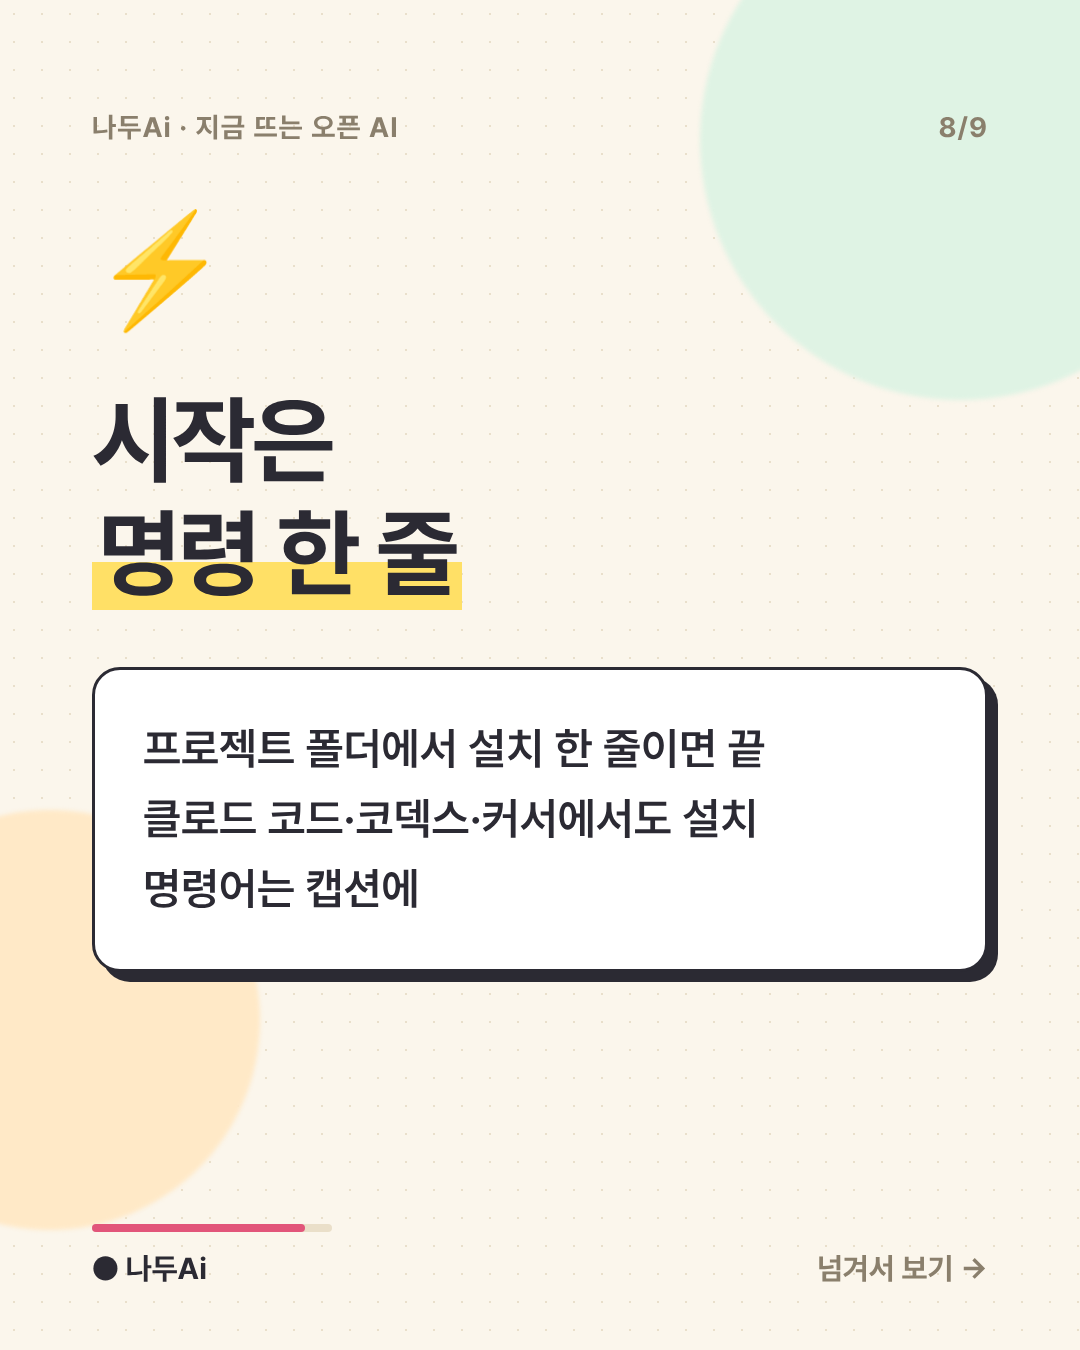 나두Ai · 지금 뜨는 오픈 AI
8/9
시작은
명령 한 줄
프로젝트 폴더에서 설치 한 줄이면 끝
클로드 코드·코덱스·커서에서도 설치
명령어는 캡션에
나두Ai
넘겨서 보기 →